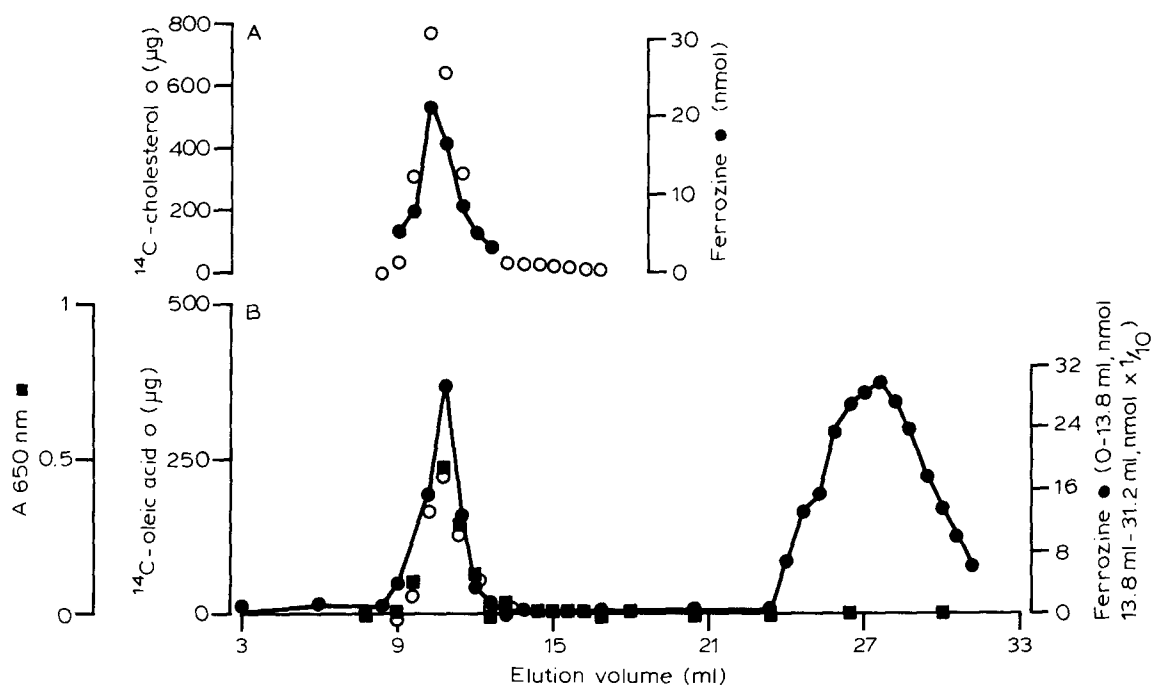 A
800
600
400
200
0
¹⁴C-cholesterol o (µg)
30
20
10
0
Ferrozine ● (nmol)
B
1
0.5
0
A 650 nm ■
500
250
0
¹⁴C-oleic acid o (µg)
32
24
16
8
0
Ferrozine ● (0-13.8 ml, nmol
13.8 ml - 31.2 ml, nmol x 1/10)
3 9 15 21 27 33
Elution volume (ml)